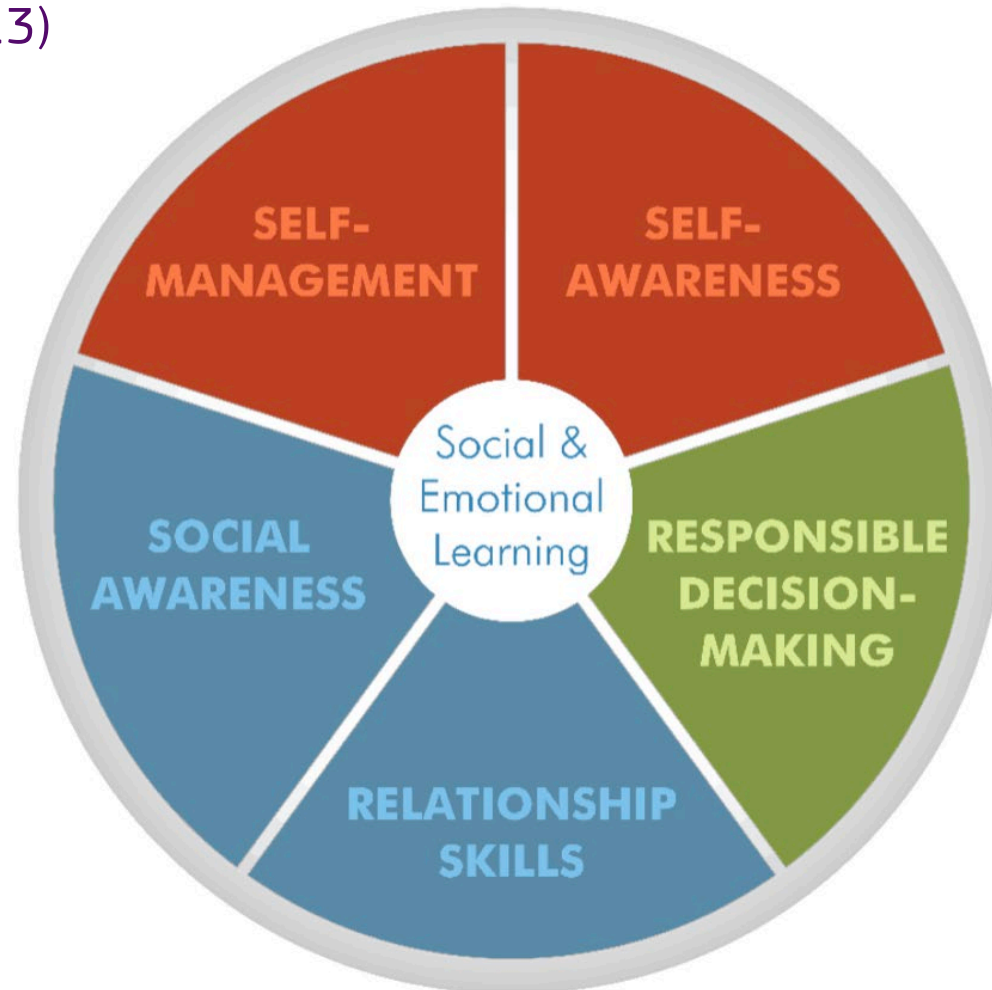 .3)
SELF-
MANAGEMENT
SELF-
AWARENESS
Social &
Emotional
Learning
SOCIAL
AWARENESS
RESPONSIBLE
DECISION-
MAKING
RELATIONSHIP
SKILLS